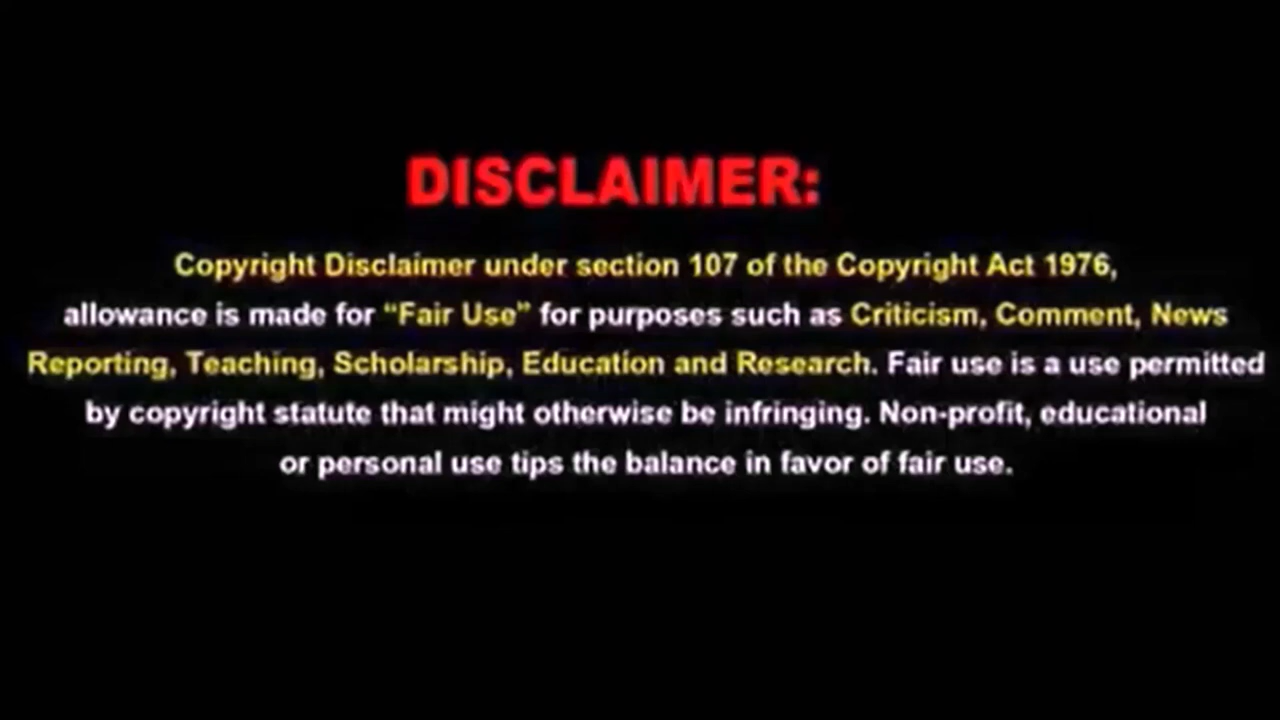 DISCLAIMER:
Copyright Disclaimer under section 107 of the Copyright Act 1976,
allowance is made for “Fair Use” for purposes such as Criticism, Comment, News
Reporting, Teaching, Scholarship, Education and Research. Fair use is a use permitted
by copyright statute that might otherwise be infringing. Non-profit, educational
or personal use tips the balance in favor of fair use.